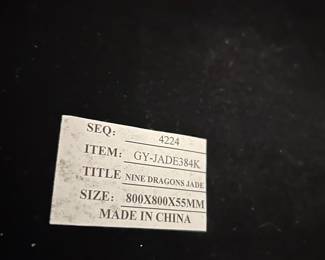 SEQ: 4224
ITEM: GY-JADE384K
TITLE NINE DRAGONS JADE
SIZE: 800X800X55MM
MADE IN CHINA